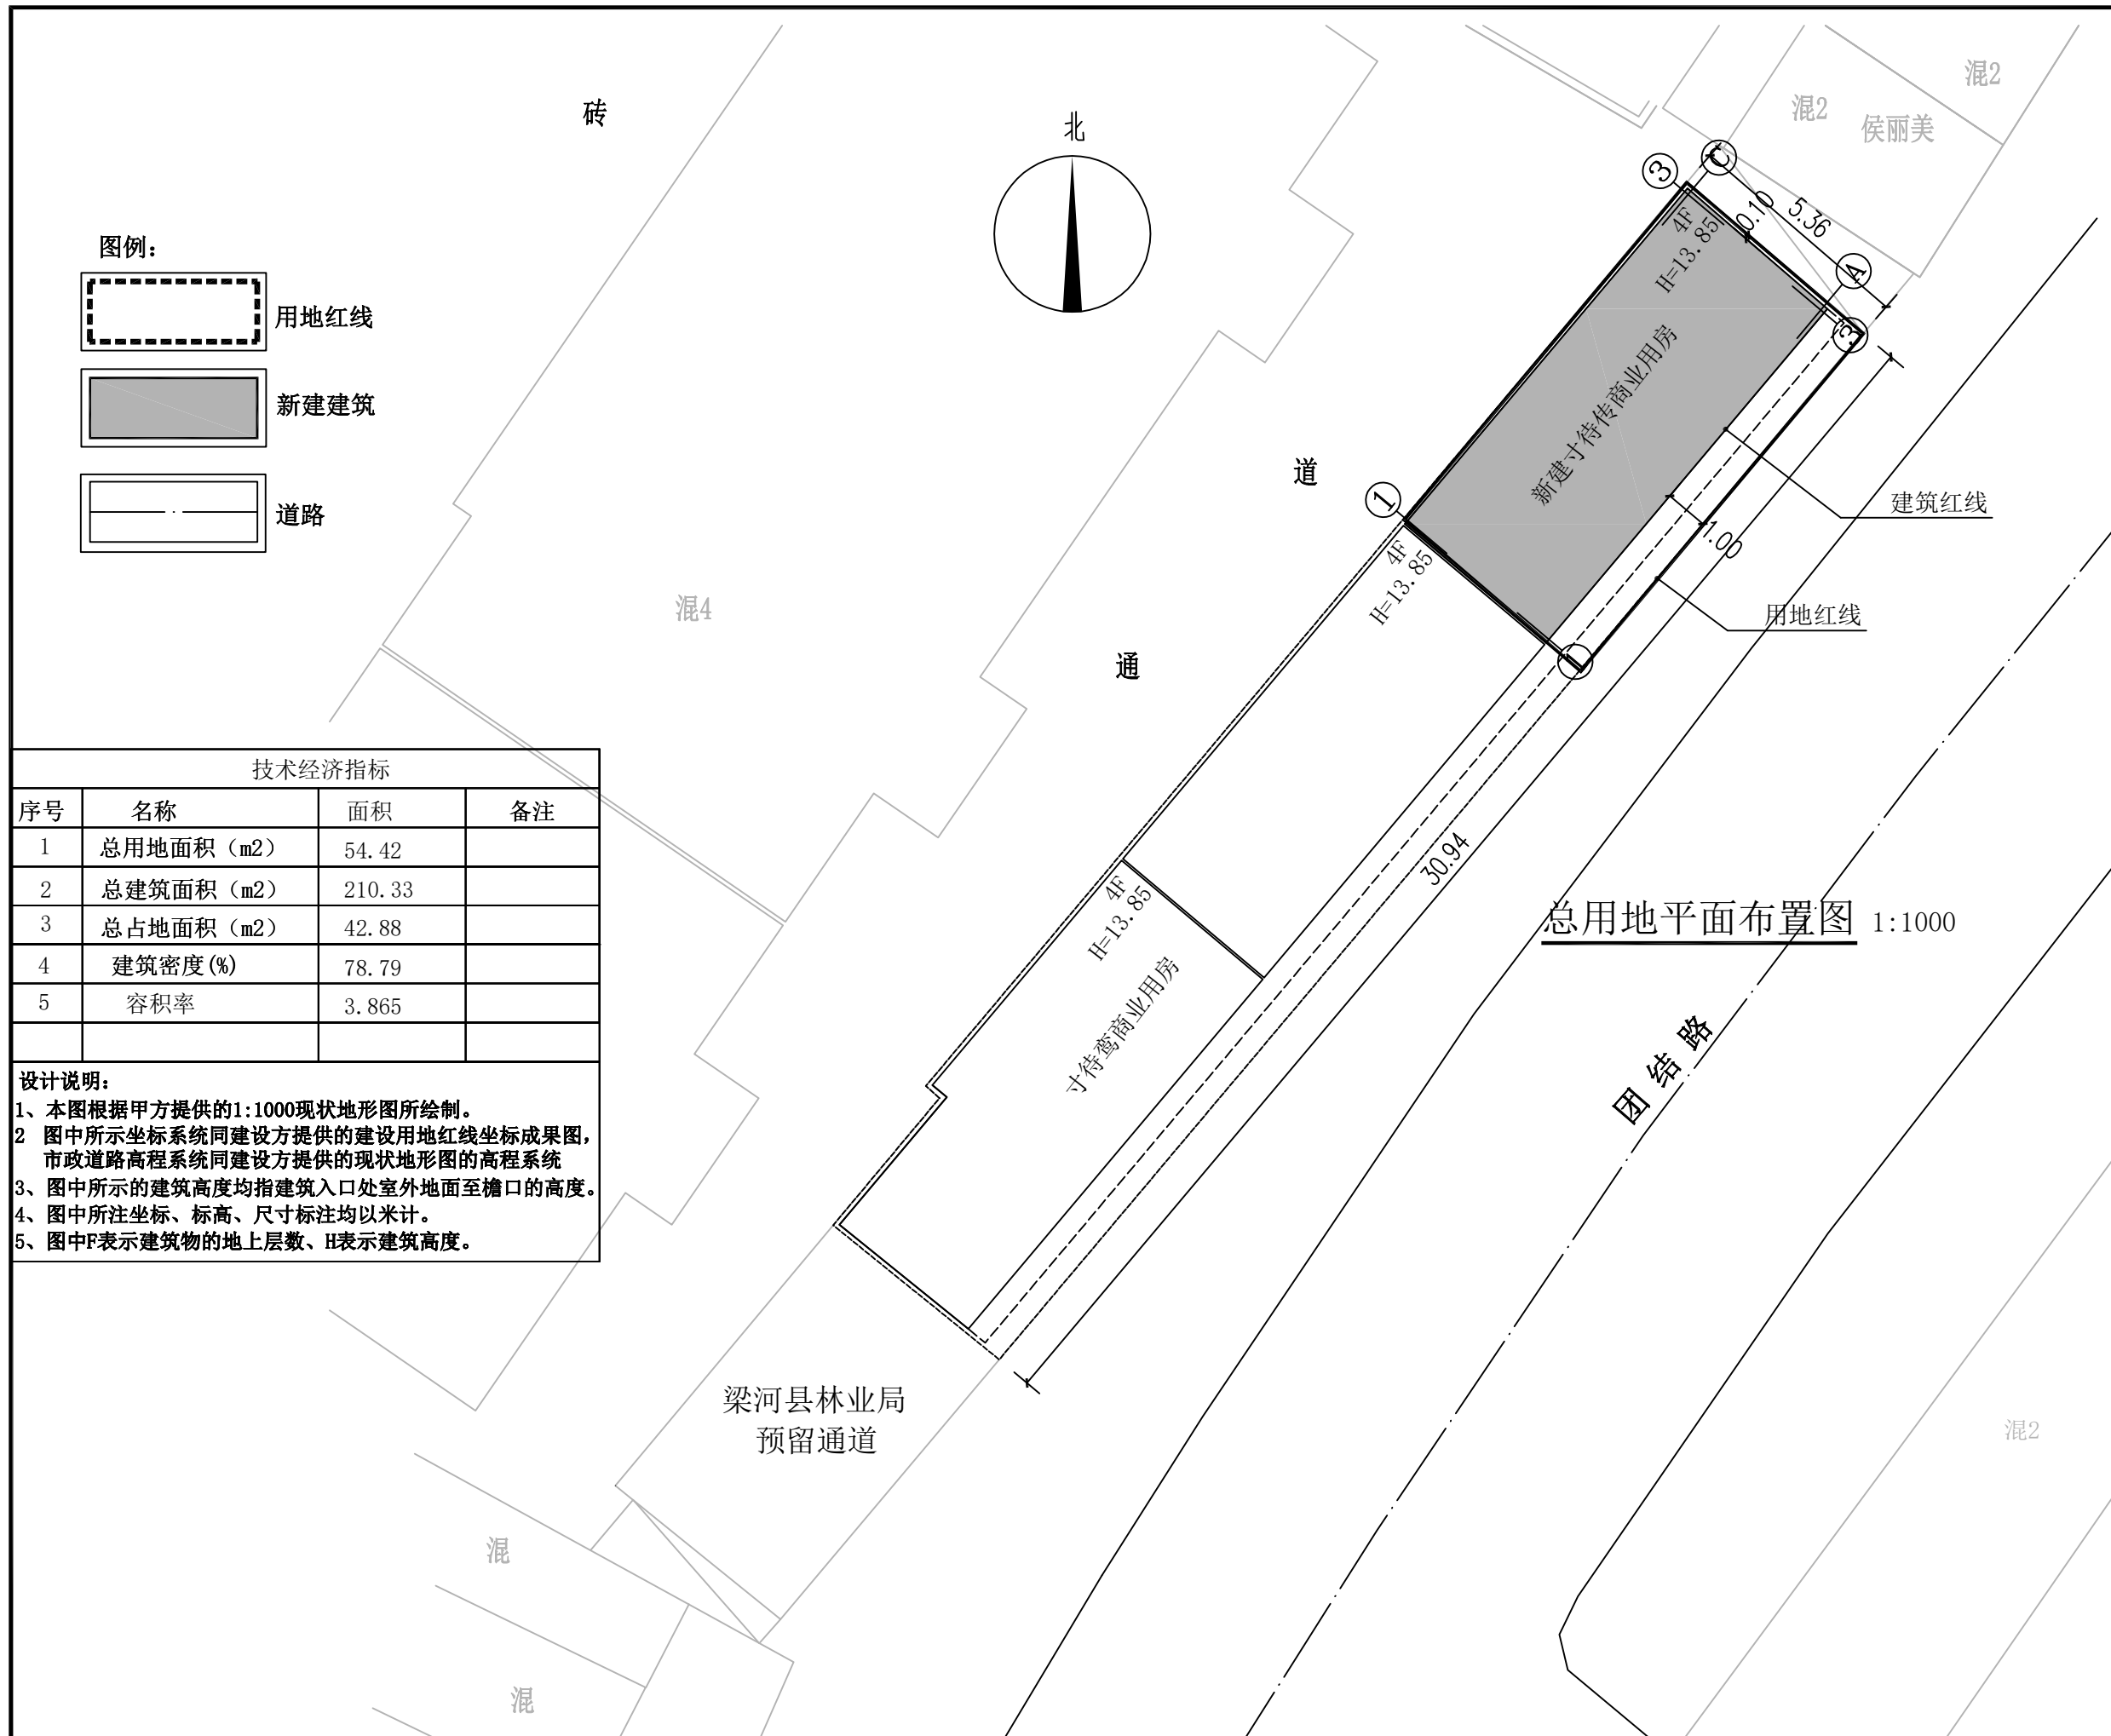 砖
北
混2
混2
侯丽美
图例:
用地红线
新建建筑
道路
3
C
A
3
1
1
4F
H=13.85
0.10
5.36
新建寸待传商业用房
道
建筑红线
1.00
4F
H=13.85
用地红线
混4
通
30.94
4F
H=13.85
寸待鸾商业用房
总用地平面布置图 1:1000
团结路
技术经济指标
序号 名称 面积 备注
1 总用地面积（m2） 54.42
2 总建筑面积（m2） 210.33
3 总占地面积（m2） 42.88
4 建筑密度(%) 78.79
5 容积率 3.865
设计说明:
1、本图根据甲方提供的1:1000现状地形图所绘制。
2 图中所示坐标系统同建设方提供的建设用地红线坐标成果图,
市政道路高程系统同建设方提供的现状地形图的高程系统
3、图中所示的建筑高度均指建筑入口处室外地面至檐口的高度。
4、图中所注坐标、标高、尺寸标注均以米计。
5、图中F表示建筑物的地上层数、H表示建筑高度。
梁河县林业局
预留通道
混2
混
混